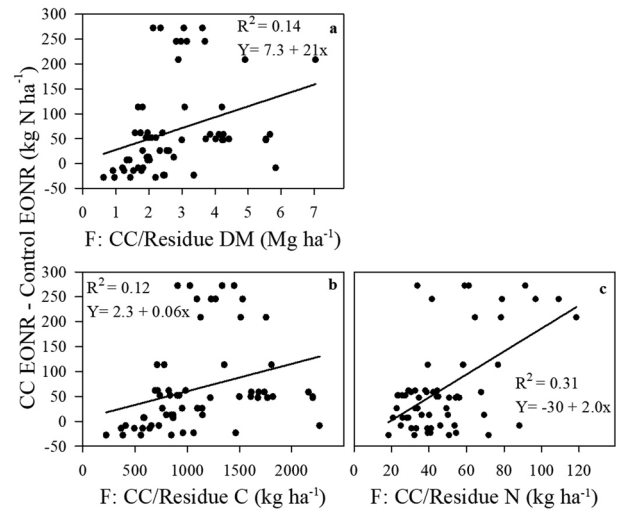 300
250
200
150
100
50
0
-50
R² = 0.14
a
Y= 7.3 + 21x
0 1 2 3 4 5 6 7
F: CC/Residue DM (Mg ha⁻¹)
CC EONR - Control EONR (kg N ha⁻¹)
300
250
200
150
100
50
0
-50
b
R² = 0.12
Y= 2.3 + 0.06x
0 500 1000 1500 2000
F: CC/Residue C (kg ha⁻¹)
c
R² = 0.31
Y= -30 + 2.0x
0 20 40 60 80 100 120
F: CC/Residue N (kg ha⁻¹)